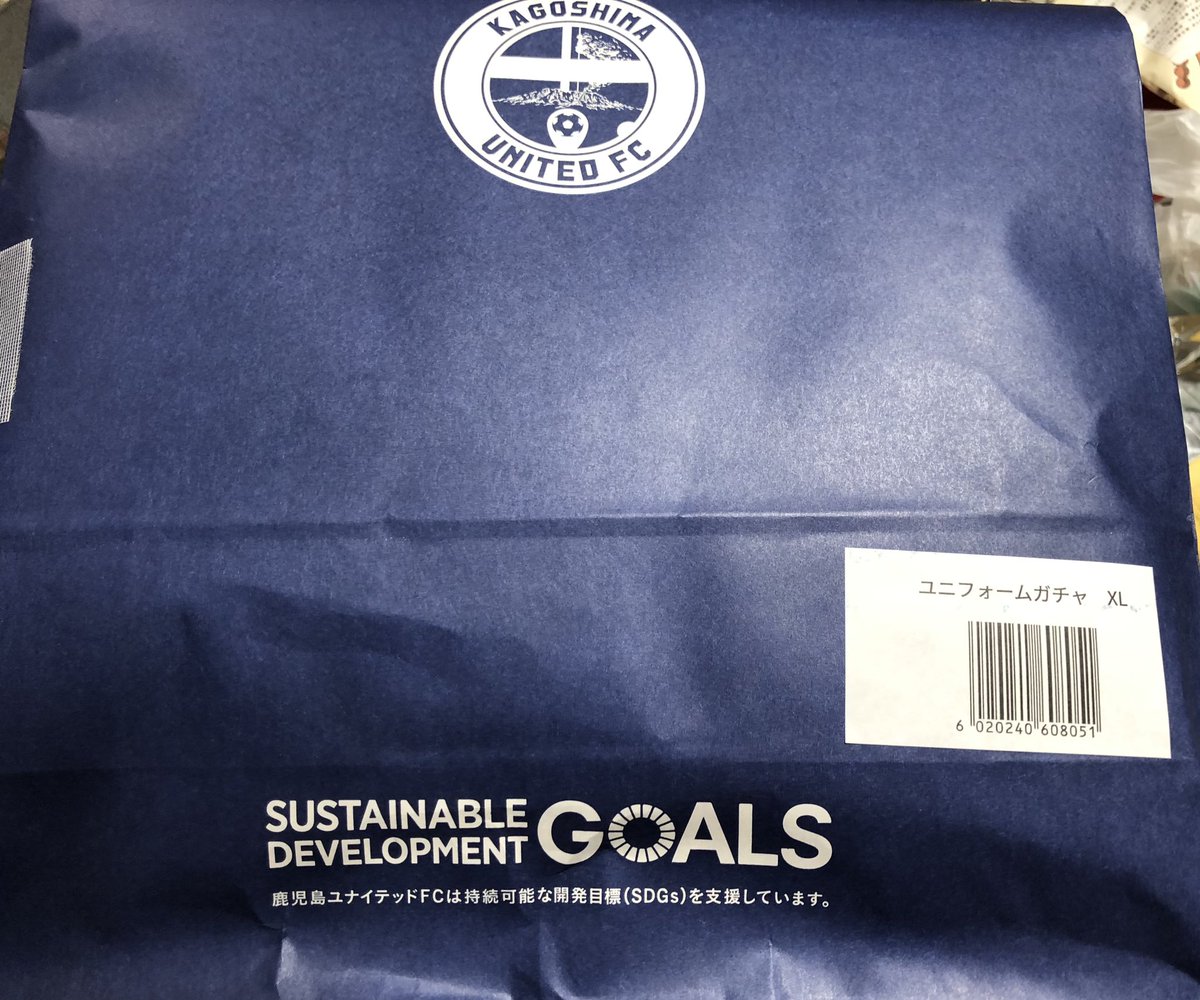 KAGOSHIMA
UNITED FC
ユニフォームガチャ XL
6 020240 608051
SUSTAINABLE
DEVELOPMENT
GOALS
鹿児島ユナイテッドFCは持続可能な開発目標(SDGs)を支援しています。